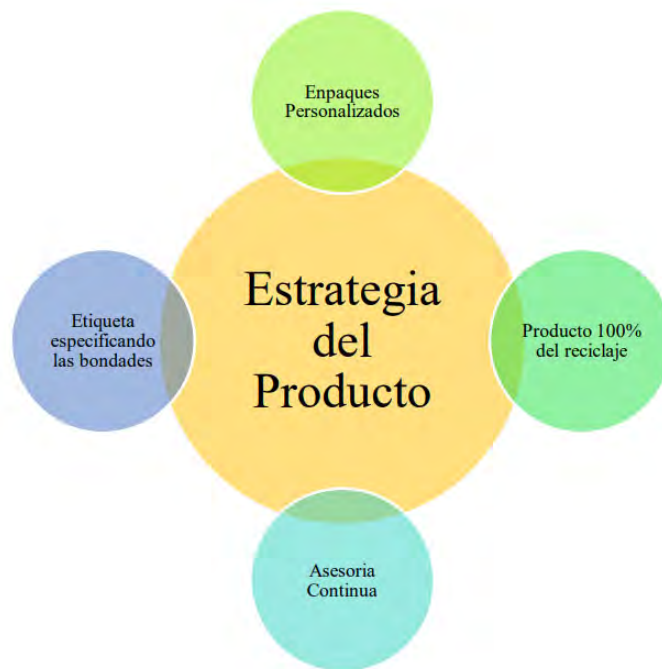 Enpaques
Personalizados
Estrategia
del
Producto
Etiqueta
especificando
las bondades
Producto 100%
del reciclaje
Asesoria
Continua